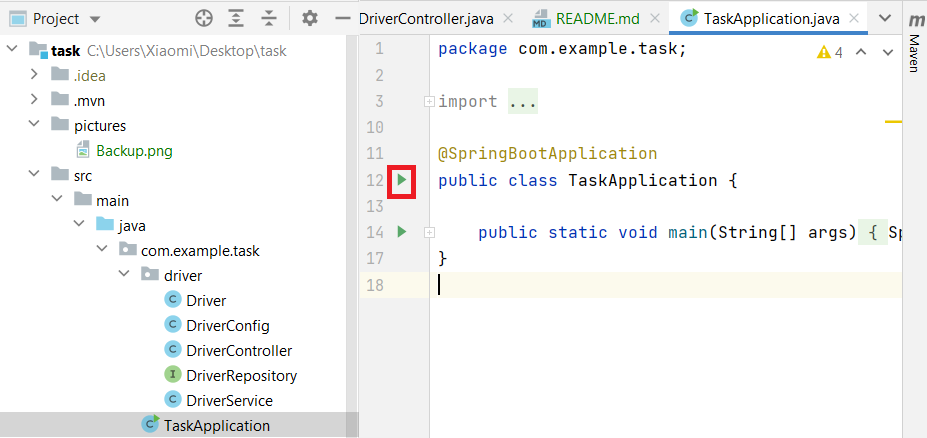 Project
task C:\Users\Xiaomi\Desktop\task
.idea
.mvn
pictures
Backup.png
src
main
java
com.example.task
driver
Driver
DriverConfig
DriverController
DriverRepository
DriverService
TaskApplication
DriverController.java README.md TaskApplication.java
1 package com.example.task;
2
3 import ...
10
11 @SpringBootApplication
12 public class TaskApplication {
13
14 public static void main(String[] args) { Sp
17 }
18
4
m Maven